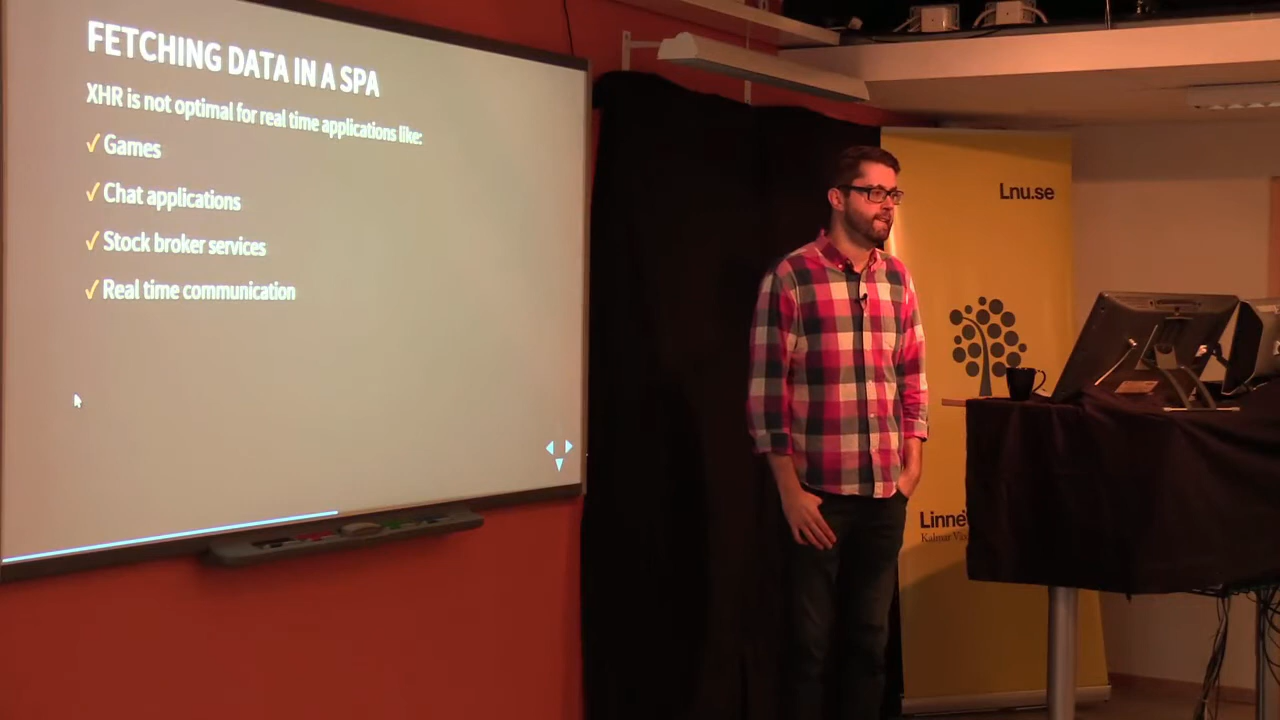 FETCHING DATA IN A SPA
XHR is not optimal for real time applications like:
✓ Games
✓ Chat applications
✓ Stock broker services
✓ Real time communication
Lnu.se
Kalmar